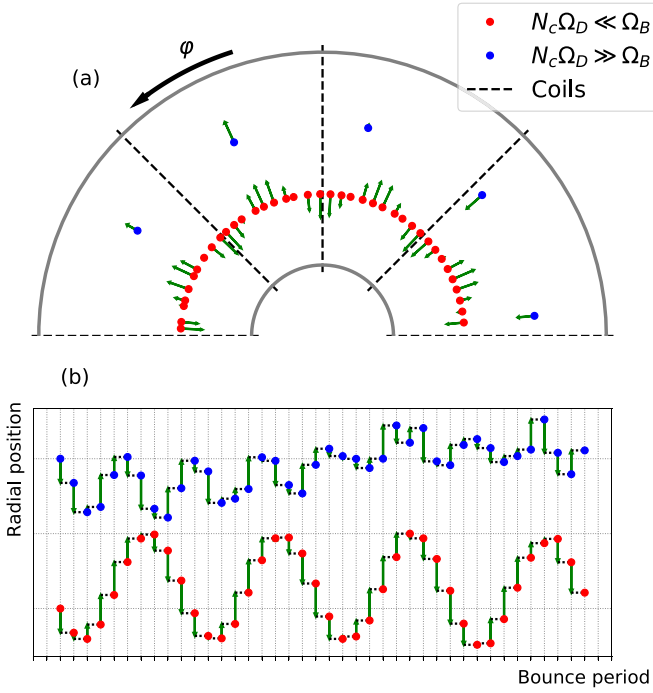 (a)
φ
N_cΩ_D ≪ Ω_B
N_cΩ_D ≫ Ω_B
Coils
(b)
Radial position
Bounce period